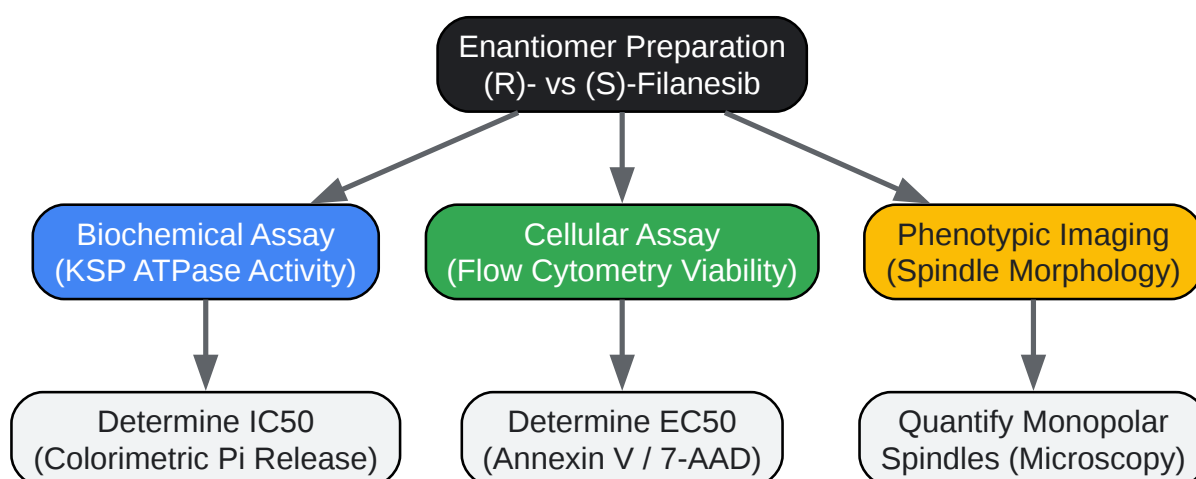 Enantiomer Preparation
(R)- vs (S)-Filanesib
Biochemical Assay
(KSP ATPase Activity)
Cellular Assay
(Flow Cytometry Viability)
Phenotypic Imaging
(Spindle Morphology)
Determine IC50
(Colorimetric Pi Release)
Determine EC50
(Annexin V / 7-AAD)
Quantify Monopolar
Spindles (Microscopy)